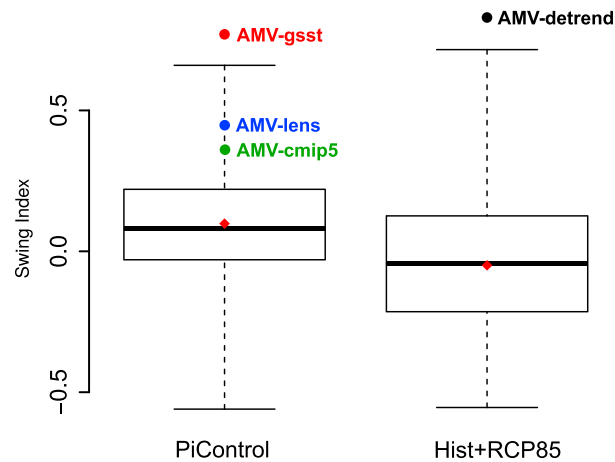 AMV-detrend
AMV-gsst
0.5
AMV-lens
AMV-cmip5
Swing Index
0.0
−0.5
PiControl
Hist+RCP85